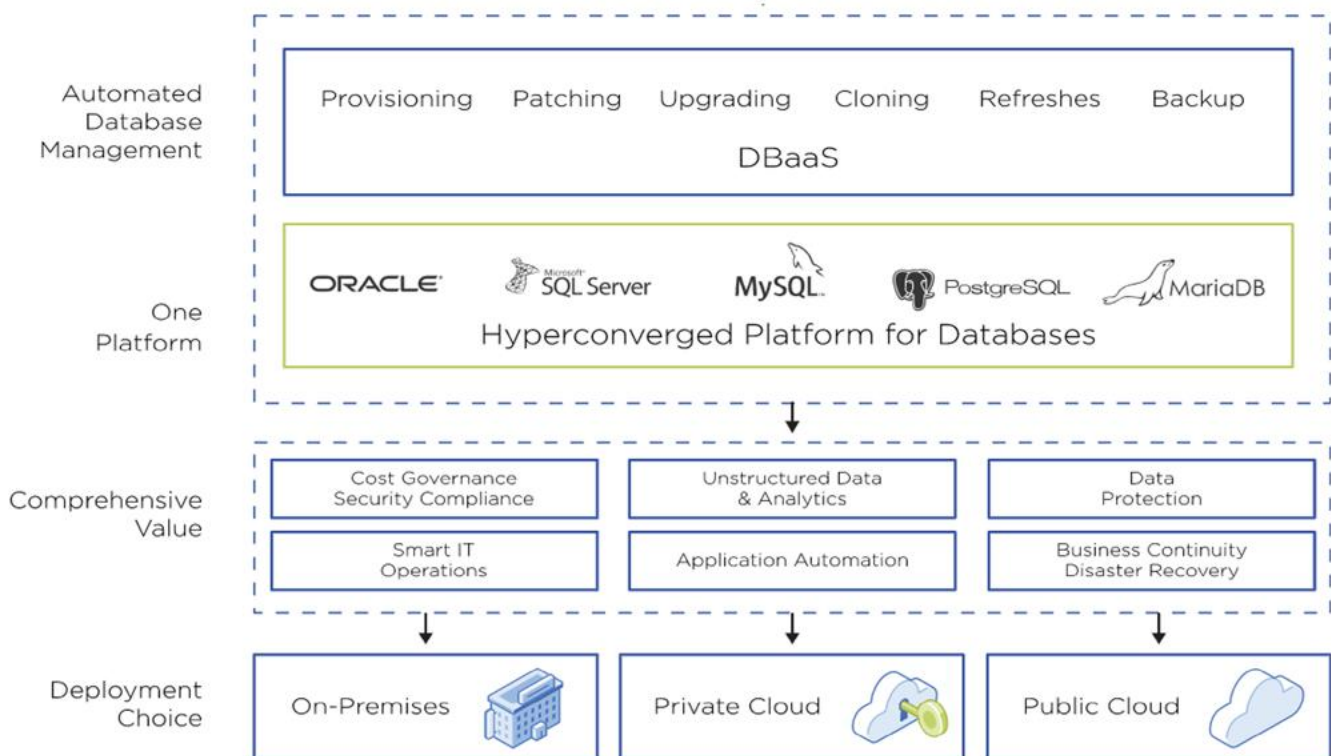 Automated
Database
Management
Provisioning Patching Upgrading Cloning Refreshes Backup
DBaaS
One
Platform
ORACLE®
Microsoft®
SQL Server
MySQL™
PostgreSQL
MariaDB
Hyperconverged Platform for Databases
Comprehensive
Value
Cost Governance
Security Compliance
Unstructured Data
& Analytics
Data
Protection
Smart IT
Operations
Application Automation
Business Continuity
Disaster Recovery
Deployment
Choice
On-Premises
Private Cloud
Public Cloud